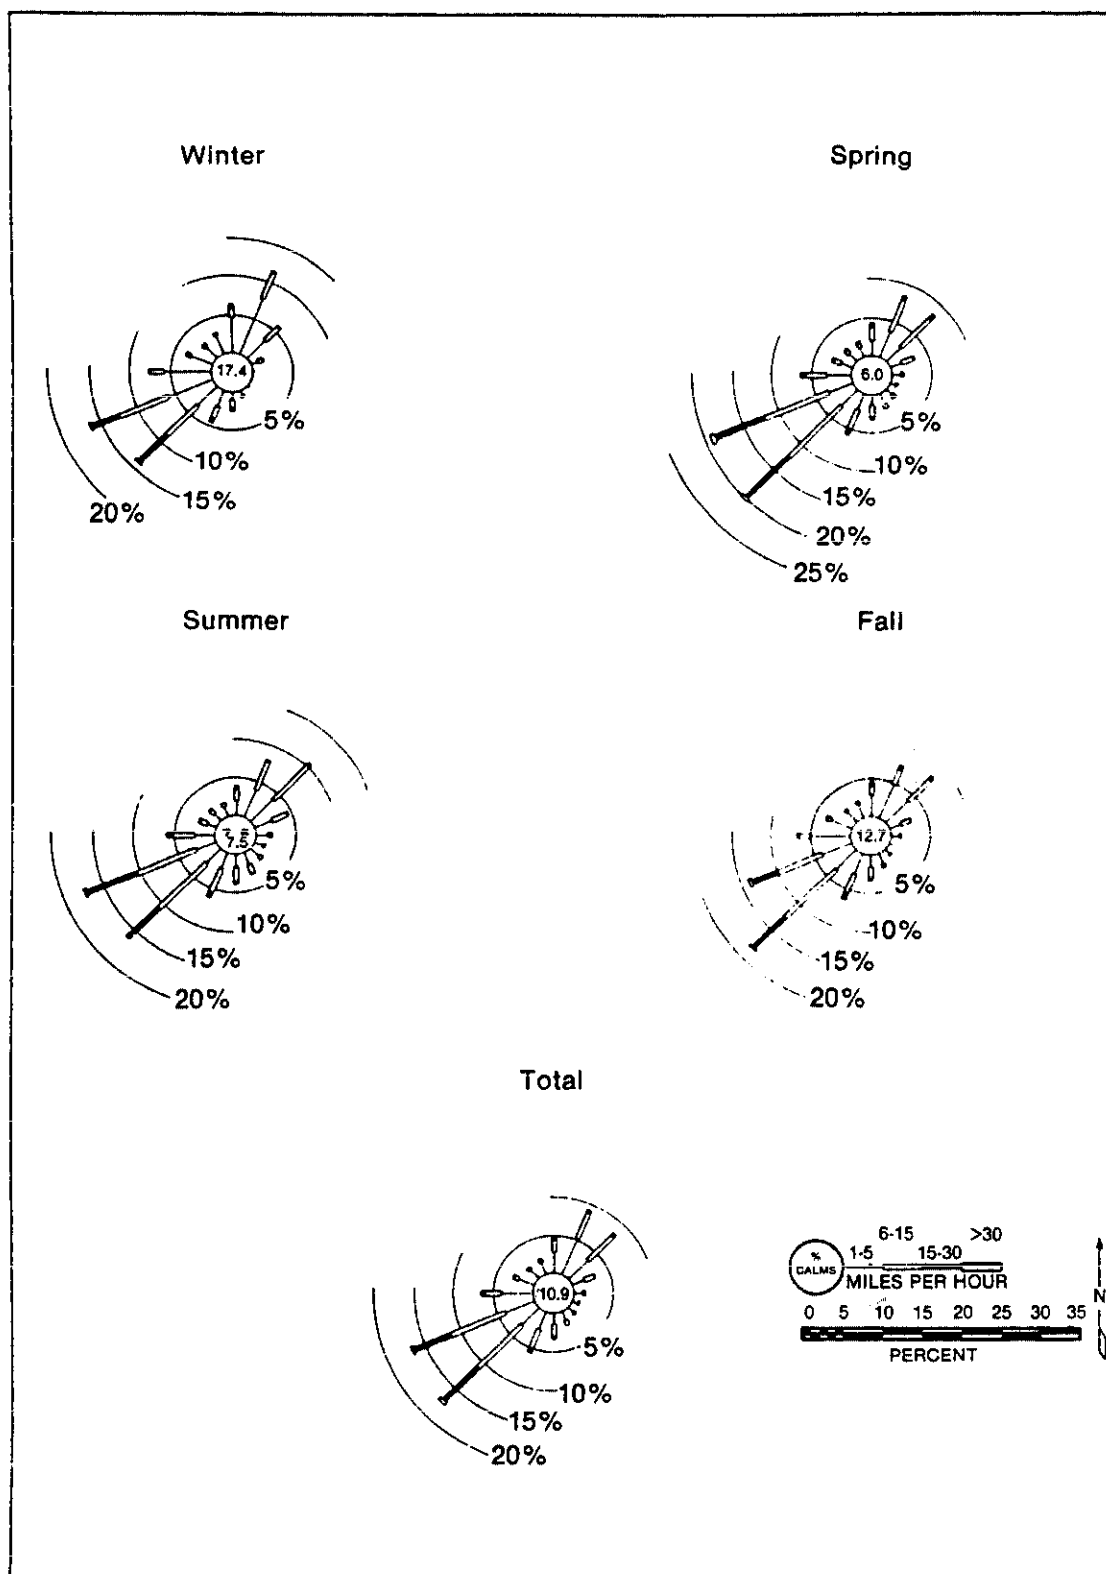 Winter
17.4
5%
10%
15%
20%
Spring
6.0
5%
10%
15%
20%
25%
Summer
7.5
5%
10%
15%
20%
Fall
12.7
5%
10%
15%
20%
Total
10.9
5%
10%
15%
20%
6-15 >30
% CALMS 1-5 15-30
MILES PER HOUR
0 5 10 15 20 25 30 35
PERCENT
N